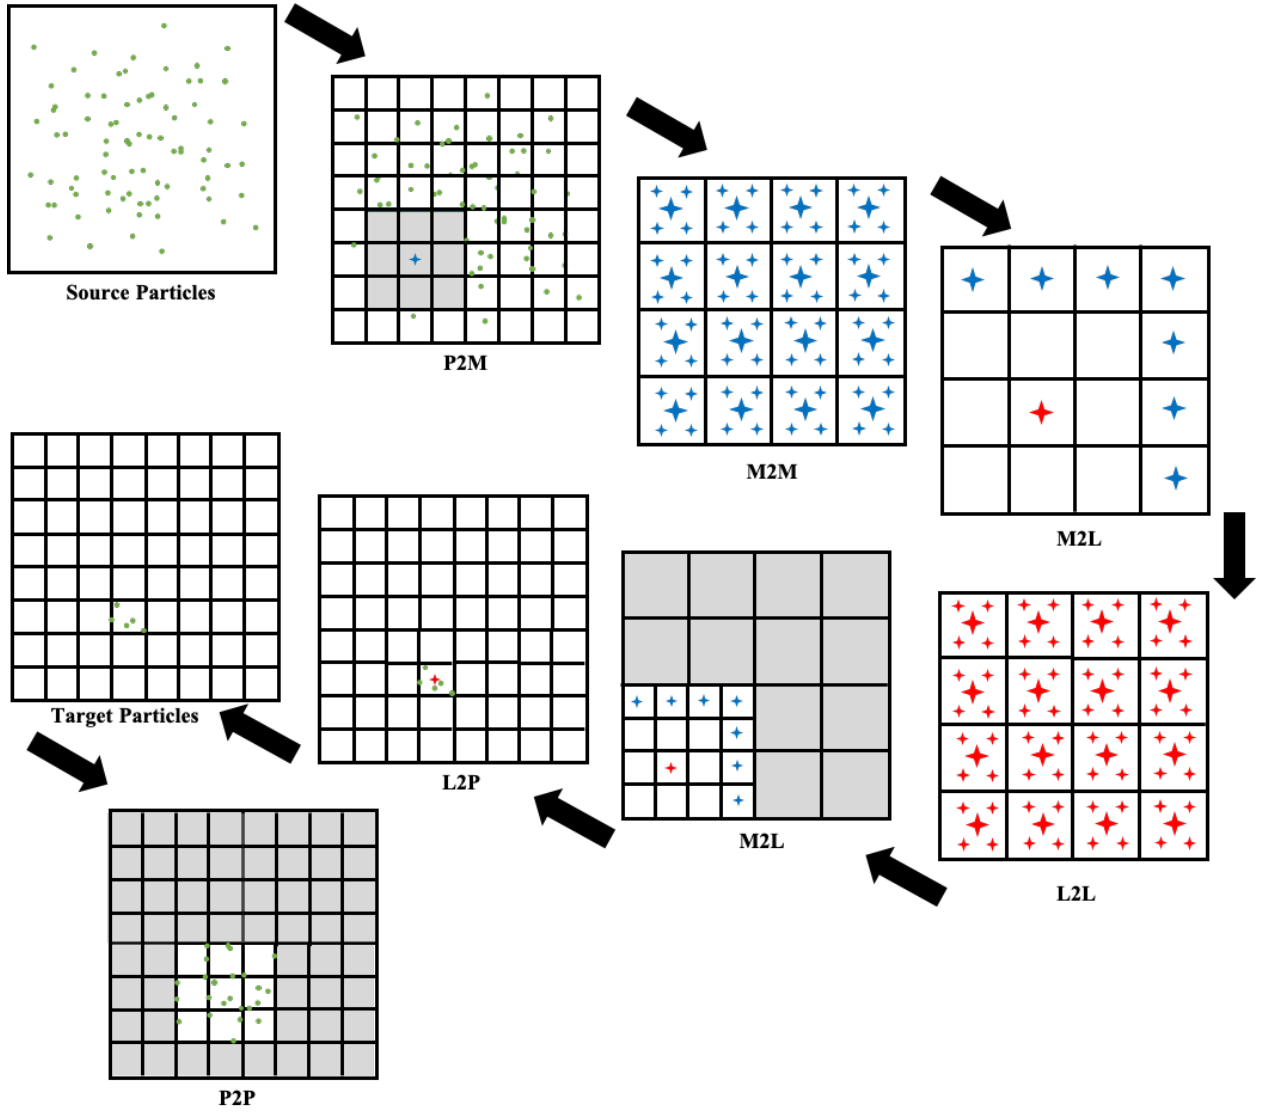 Source Particles
P2M
M2M
M2L
L2L
M2L
L2P
Target Particles
P2P